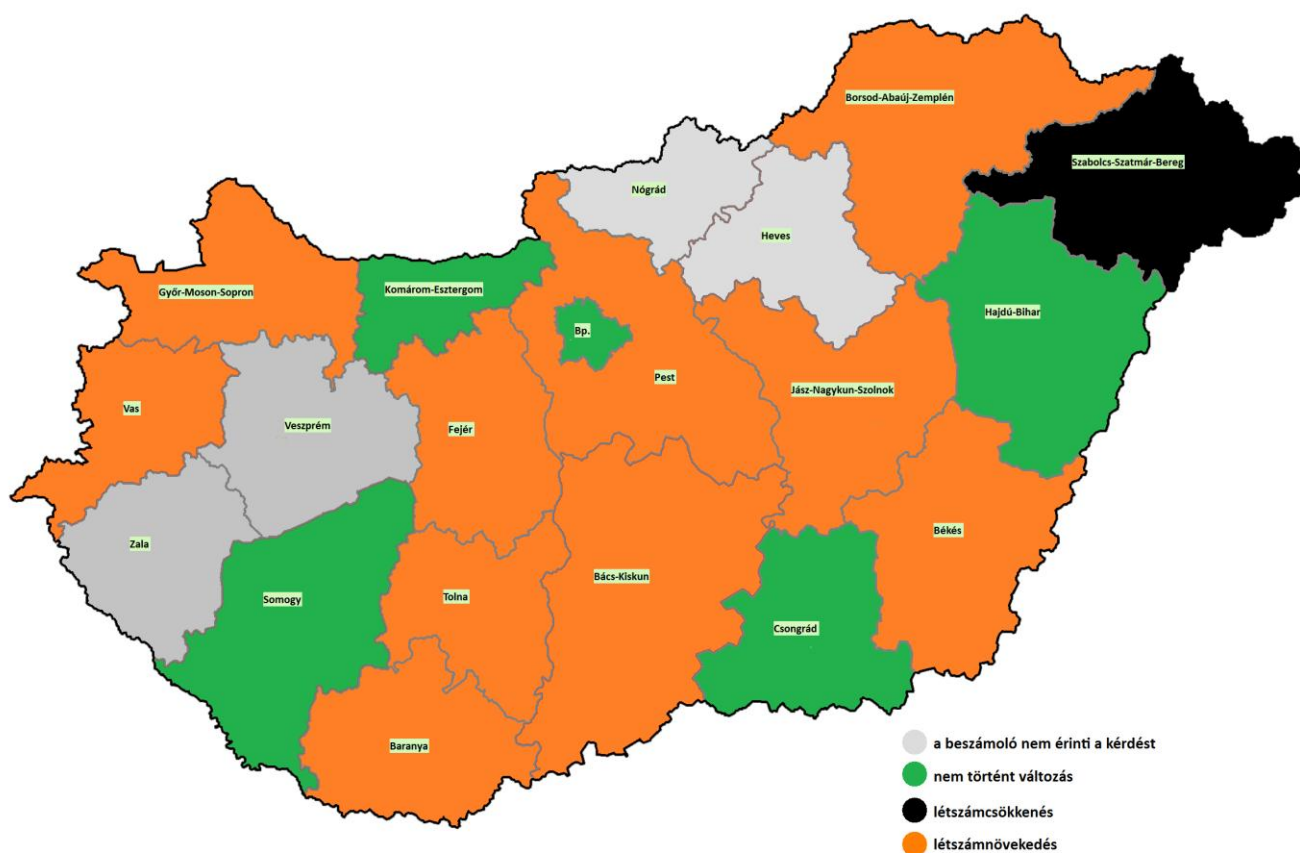 Borsod-Abaúj-Zemplén
Szabolcs-Szatmár-Bereg
Nógrád
Heves
Győr-Moson-Sopron
Komárom-Esztergom
Hajdú-Bihar
Bp.
Pest
Jász-Nagykun-Szolnok
Vas
Veszprém
Fejér
Zala
Békés
Bács-Kiskun
Somogy
Tolna
Csongrád
Baranya
a beszámoló nem érinti a kérdést
nem történt változás
létszámcsökkenés
létszámnövekedés